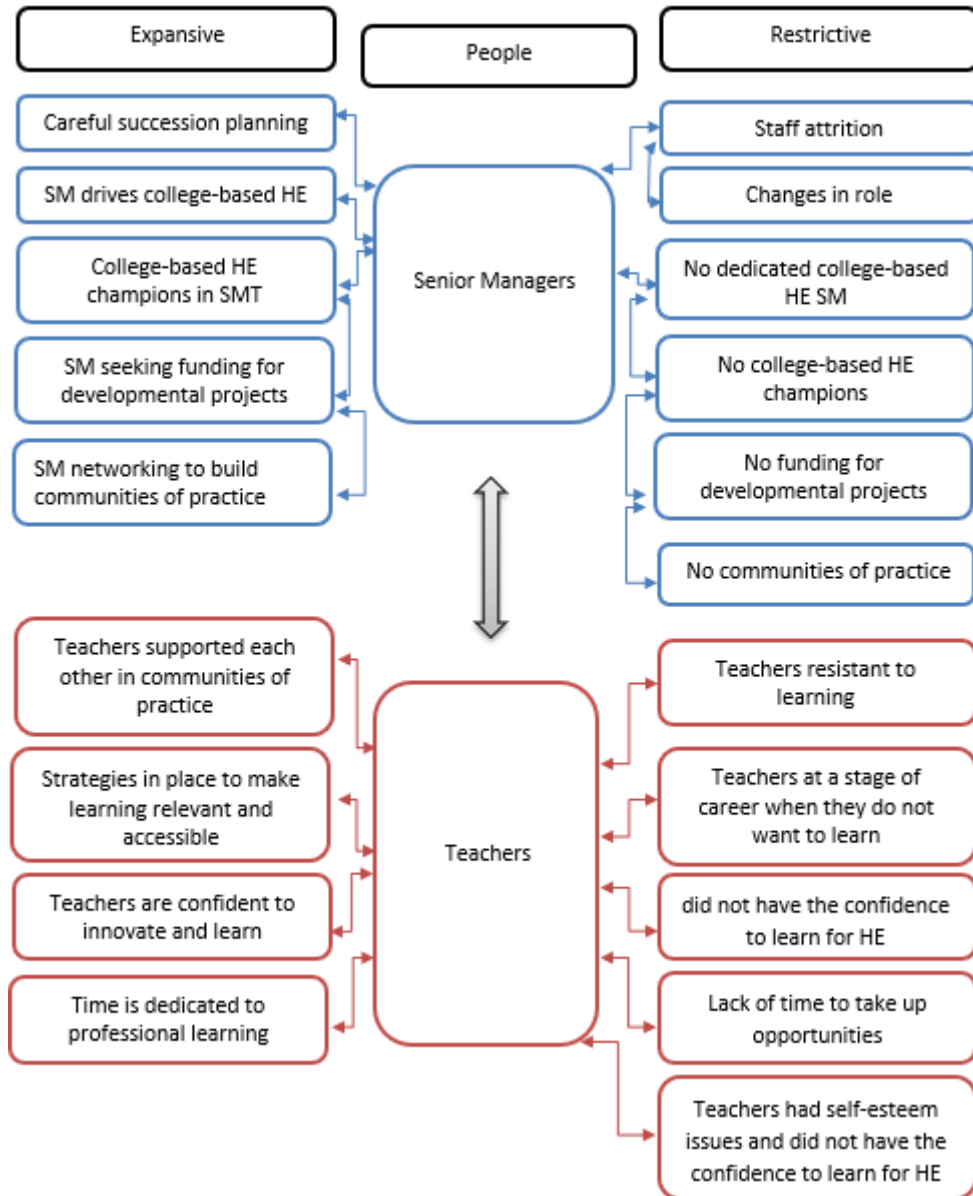 Expansive
People
Restrictive
Careful succession planning
SM drives college-based HE
College-based HE
champions in SMT
SM seeking funding for
developmental projects
SM networking to build
communities of practice
Senior Managers
Staff attrition
Changes in role
No dedicated college-based
HE SM
No college-based HE
champions
No funding for
developmental projects
No communities of practice
Teachers supported each
other in communities of
practice
Strategies in place to make
learning relevant and
accessible
Teachers are confident to
innovate and learn
Time is dedicated to
professional learning
Teachers
Teachers resistant to
learning
Teachers at a stage of
career when they do not
want to learn
did not have the confidence
to learn for HE
Lack of time to take up
opportunities
Teachers had self-esteem
issues and did not have the
confidence to learn for HE